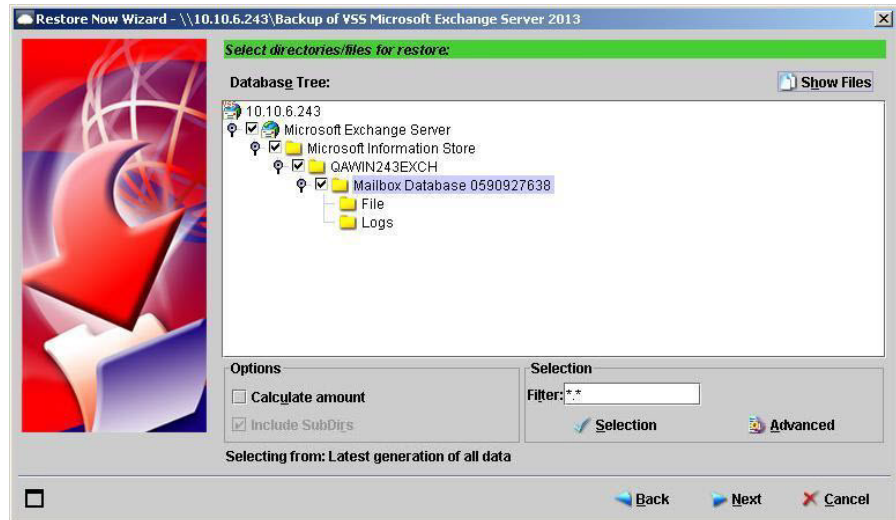 Restore Now Wizard - \\10.10.6.243\Backup of VSS Microsoft Exchange Server 2013
Select directories/files for restore:
Database Tree:
Show Files
10.10.6.243
Microsoft Exchange Server
Microsoft Information Store
QAWIN243EXCH
Mailbox Database 0590927638
File
Logs
Options
Calculate amount
Include SubDirs
Selection
Filter: *.*
Selection
Advanced
Selecting from: Latest generation of all data
Back
Next
Cancel